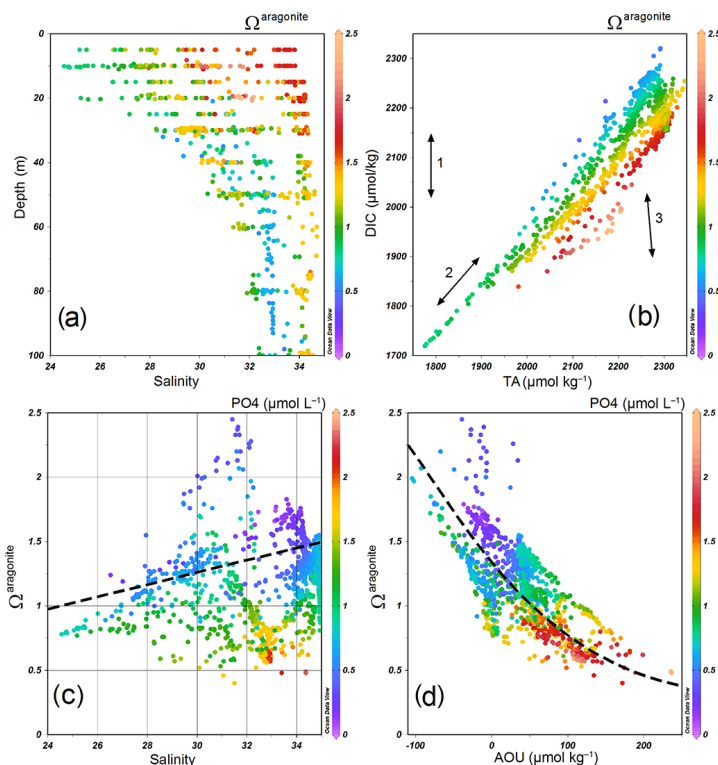 Ω aragonite
0
20
40
60
80
100
Depth (m)
24 26 28 30 32 34
Salinity
(a)
2.5
2
1.5
1
0.5
0
Ocean Data View
Ω aragonite
2300
2200
2100
2000
1900
1800
1700
DIC (µmol/kg)
1800 1900 2000 2100 2200 2300
TA (µmol kg⁻¹)
1
2
3
(b)
2.5
2
1.5
1
0.5
0
Ocean Data View
PO4 (µmol L⁻¹)
2.5
2
1.5
1
0.5
0
Ω aragonite
24 26 28 30 32 34
Salinity
(c)
2.5
2
1.5
1
0.5
0
Ocean Data View
PO4 (µmol L⁻¹)
2.5
2
1.5
1
0.5
0
Ω aragonite
-100 0 100 200
AOU (µmol kg⁻¹)
(d)
2.5
2
1.5
1
0.5
0
Ocean Data View